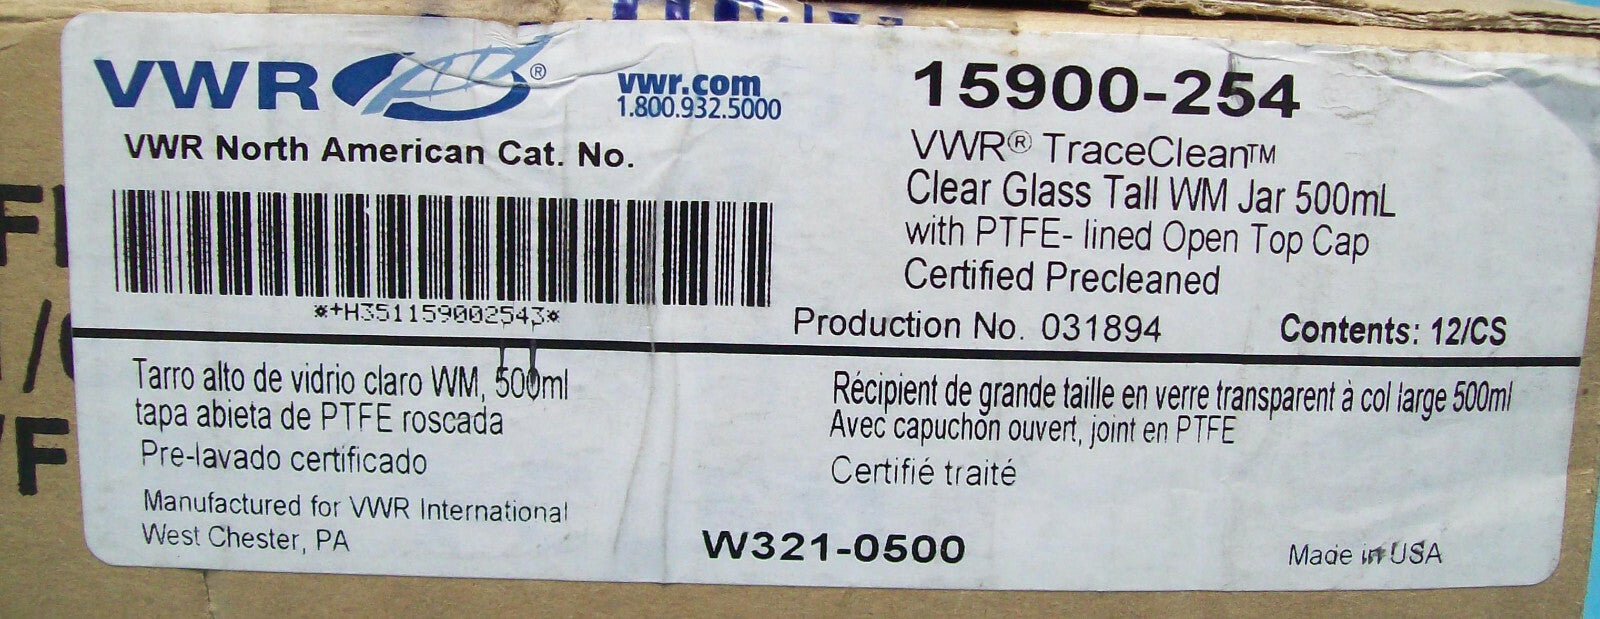 VWR®
vwr.com
1.800.932.5000
VWR North American Cat. No.
*+H351159002543*
15900-254
VWR® TraceClean™
Clear Glass Tall WM Jar 500mL
with PTFE- lined Open Top Cap
Certified Precleaned
Production No. 031894
Contents: 12/CS
Tarro alto de vidrio claro WM, 500ml
tapa abieta de PTFE roscada
Pre-lavado certificado
Manufactured for VWR International
West Chester, PA
Récipient de grande taille en verre transparent à col large 500ml
Avec capuchon ouvert, joint en PTFE
Certifié traité
W321-0500
Made in USA